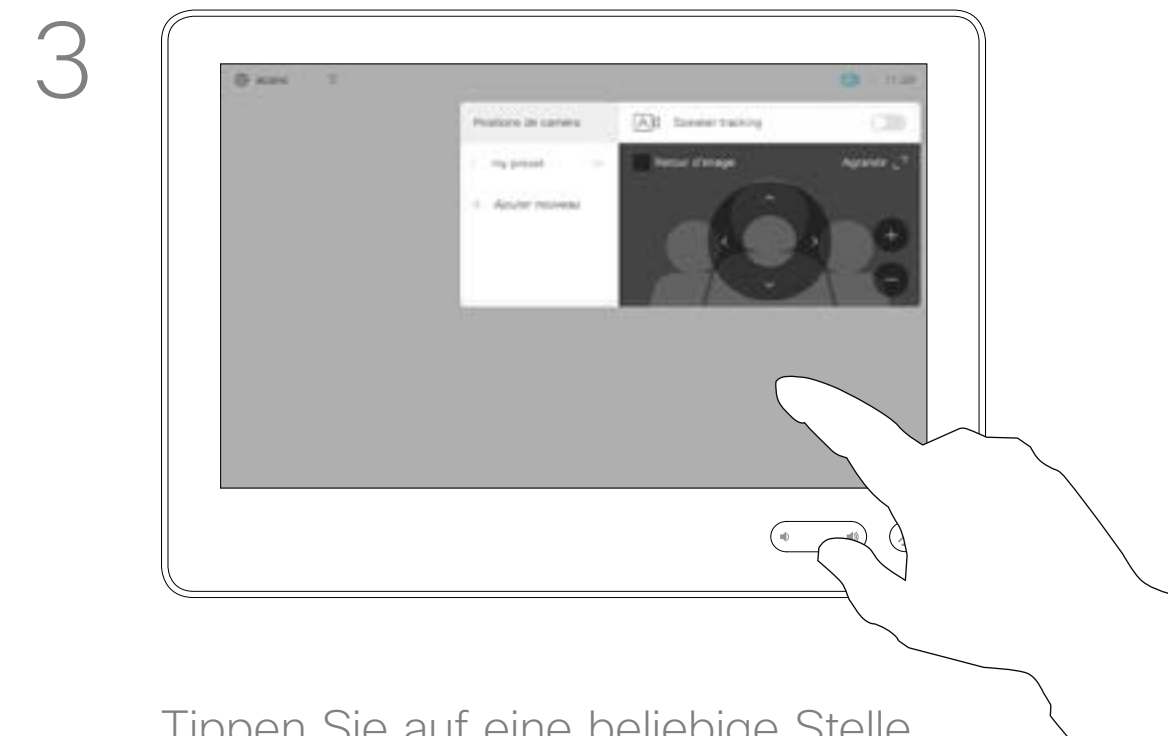 3
Positions de caméra
Speaker tracking
my preset
Retour d'image
Agrandir
Ajouter nouveau
Tippen Sie auf eine beliebige Stelle